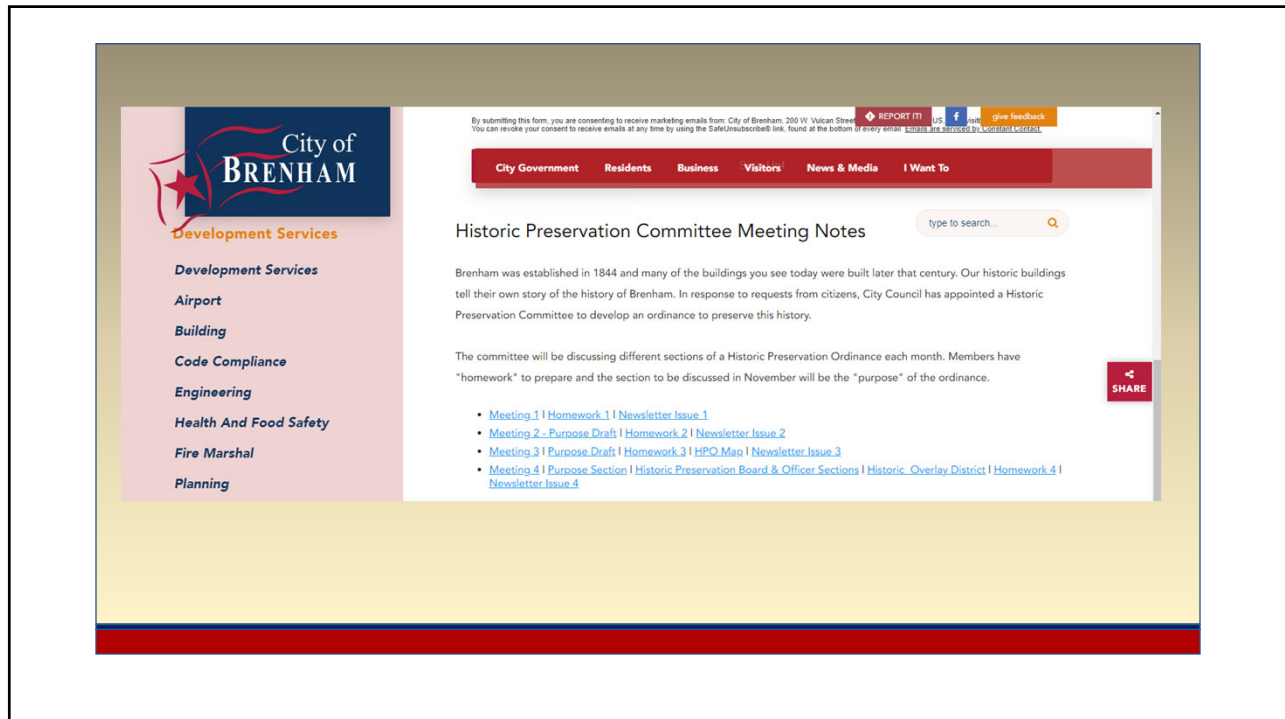 City of
BRENHAM
Development Services
Development Services
Airport
Building
Code Compliance
Engineering
Health And Food Safety
Fire Marshal
Planning
By submitting this form, you are consenting to receive marketing emails from: City of Brenham, 200 W. Vulcan Street
You can revoke your consent to receive emails at any time by using the SafeUnsubscribe® link, found at the bottom of every email. Emails are serviced by Constant Contact.
REPORT IT!
US.
give feedback
City Government Residents Business Visitors News & Media I Want To
Historic Preservation Committee Meeting Notes
type to search...
Brenham was established in 1844 and many of the buildings you see today were built later that century. Our historic buildings
tell their own story of the history of Brenham. In response to requests from citizens, City Council has appointed a Historic
Preservation Committee to develop an ordinance to preserve this history.
The committee will be discussing different sections of a Historic Preservation Ordinance each month. Members have
"homework" to prepare and the section to be discussed in November will be the "purpose" of the ordinance.
SHARE
• Meeting 1 | Homework 1 | Newsletter Issue 1
• Meeting 2 - Purpose Draft | Homework 2 | Newsletter Issue 2
• Meeting 3 | Purpose Draft | Homework 3 | HPO Map | Newsletter Issue 3
• Meeting 4 | Purpose Section | Historic Preservation Board & Officer Sections | Historic Overlay District | Homework 4 |
Newsletter Issue 4